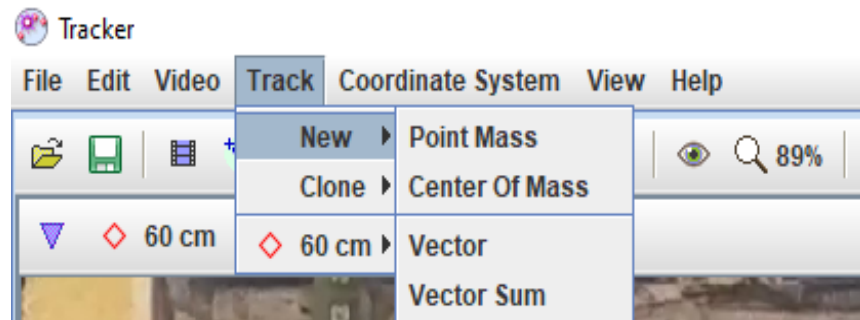 Tracker
File Edit Video Track Coordinate System View Help
New Point Mass
89%
Clone Center Of Mass
60 cm 60 cm Vector
Vector Sum